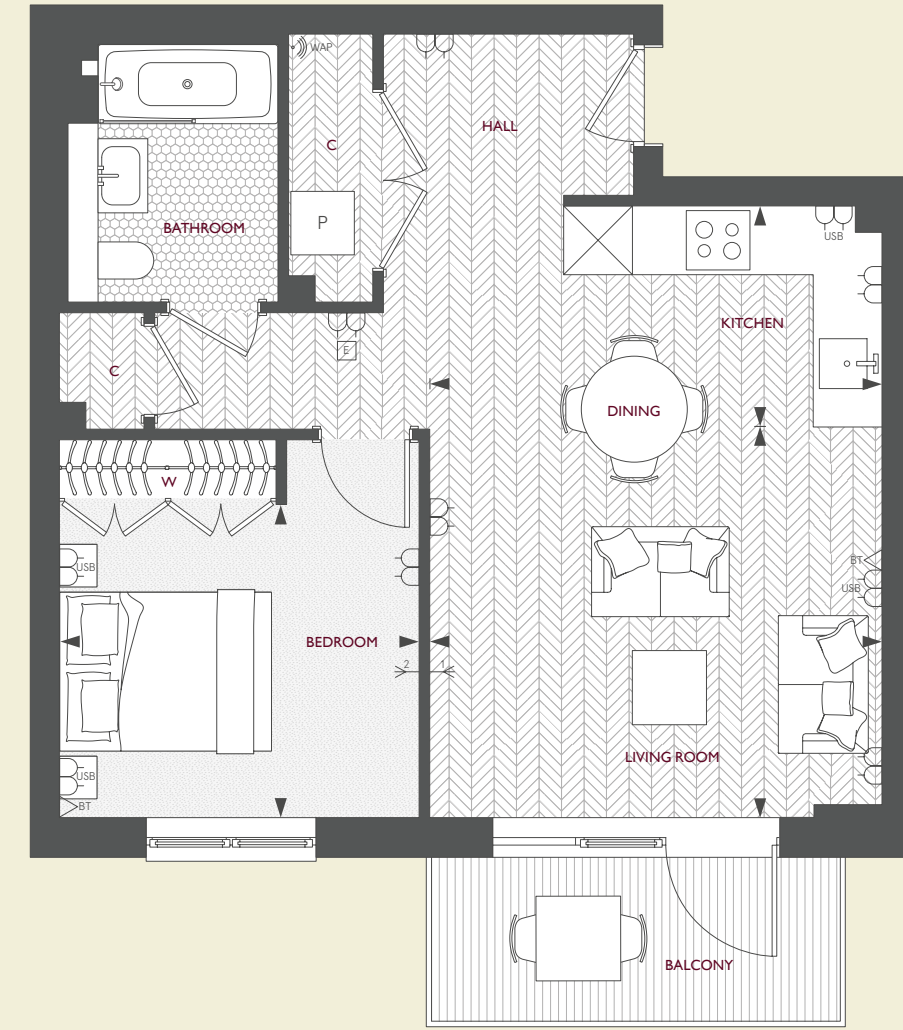 WAP
HALL
C
P
BATHROOM
USB
KITCHEN
E
C
DINING
W
BT
USB
USB
BEDROOM
2
1
LIVING ROOM
USB
BT
BALCONY